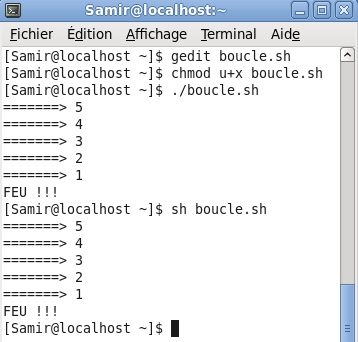 Samir@localhost:~
Fichier Édition Affichage Terminal Aide
[Samir@localhost ~]$ gedit boucle.sh
[Samir@localhost ~]$ chmod u+x boucle.sh
[Samir@localhost ~]$ ./boucle.sh
=======> 5
=======> 4
=======> 3
=======> 2
=======> 1
FEU !!!
[Samir@localhost ~]$ sh boucle.sh
=======> 5
=======> 4
=======> 3
=======> 2
=======> 1
FEU !!!
[Samir@localhost ~]$